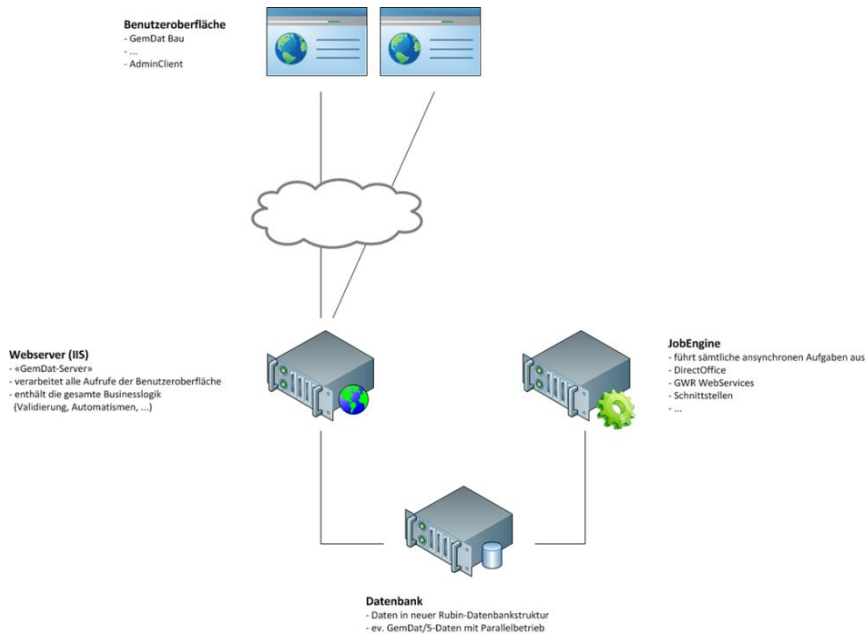 Benutzeroberfläche
- GemDat Bau
- ...
- AdminClient
Webserver (IIS)
- «GemDat-Server»
- verarbeitet alle Aufrufe der Benutzeroberfläche
- enthält die gesamte Businesslogik
(Validierung, Automatismen, ...)
JobEngine
- führt sämtliche ansynchronen Aufgaben aus
- DirectOffice
- GWR WebServices
- Schnittstellen
- ...
Datenbank
- Daten in neuer Rubin-Datenbankstruktur
- ev. GemDat/5-Daten mit Parallelbetrieb